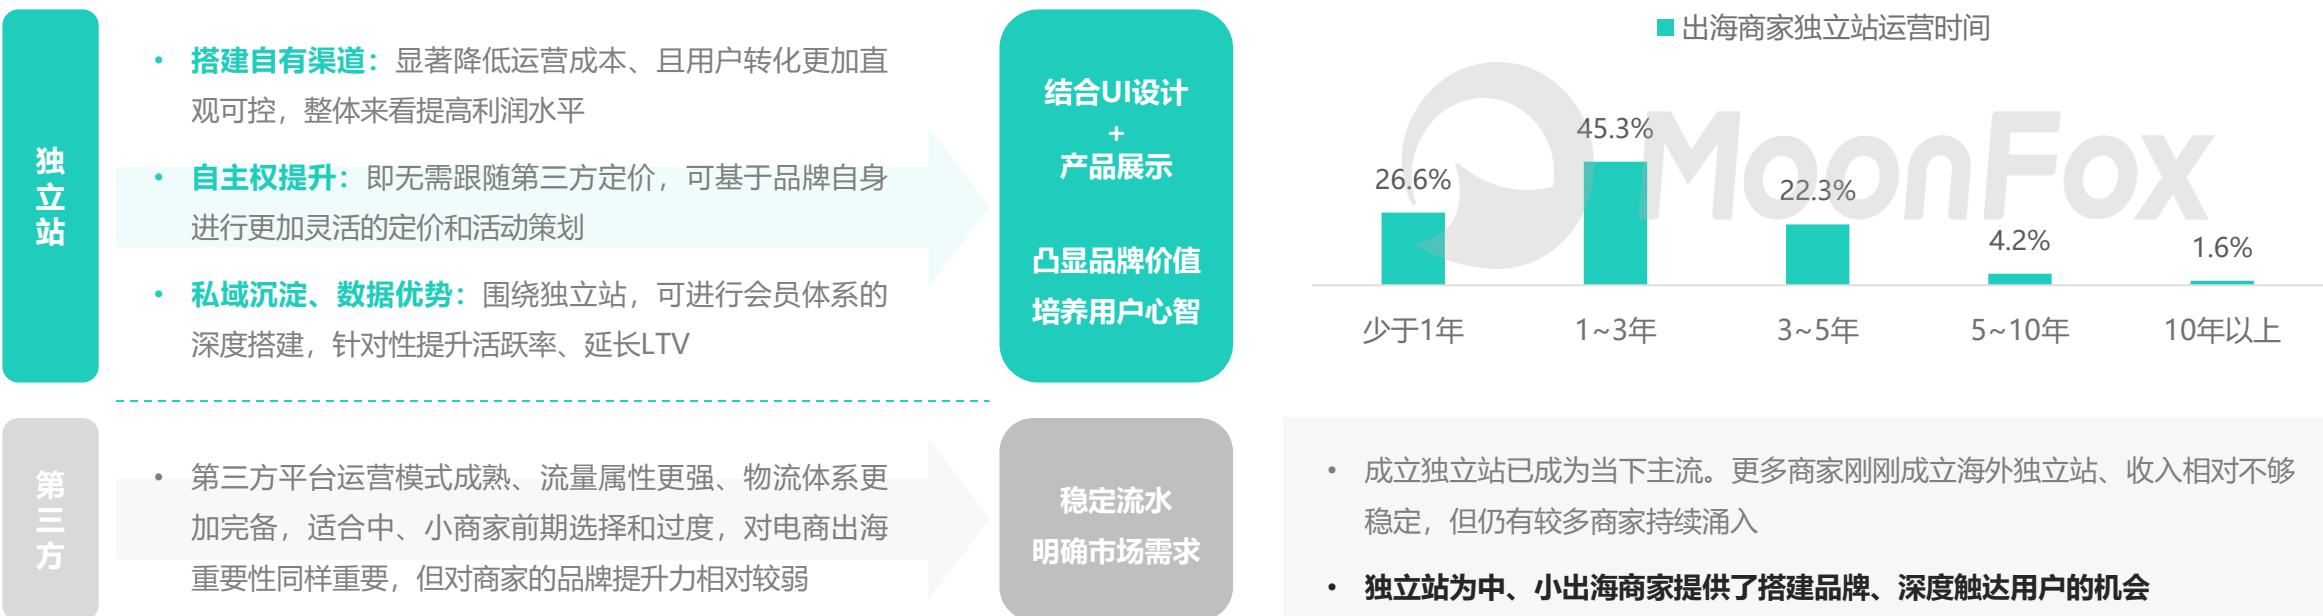 独
立
站
• 搭建自有渠道：显著降低运营成本、且用户转化更加直
观可控，整体来看提高利润水平
• 自主权提升：即无需跟随第三方定价，可基于品牌自身
进行更加灵活的定价和活动策划
• 私域沉淀、数据优势：围绕独立站，可进行会员体系的
深度搭建，针对性提升活跃率、延长LTV
结合UI设计
+
产品展示
凸显品牌价值
培养用户心智
第
三
方
• 第三方平台运营模式成熟、流量属性更强、物流体系更
加完备，适合中、小商家前期选择和过度，对电商出海
重要性同样重要，但对商家的品牌提升力相对较弱
稳定流水
明确市场需求
出海商家独立站运营时间
MoonFox
26.6%
45.3%
22.3%
4.2%
1.6%
少于1年
1~3年
3~5年
5~10年
10年以上
• 成立独立站已成为当下主流。更多商家刚刚成立海外独立站、收入相对不够
稳定，但仍有较多商家持续涌入
• 独立站为中、小出海商家提供了搭建品牌、深度触达用户的机会